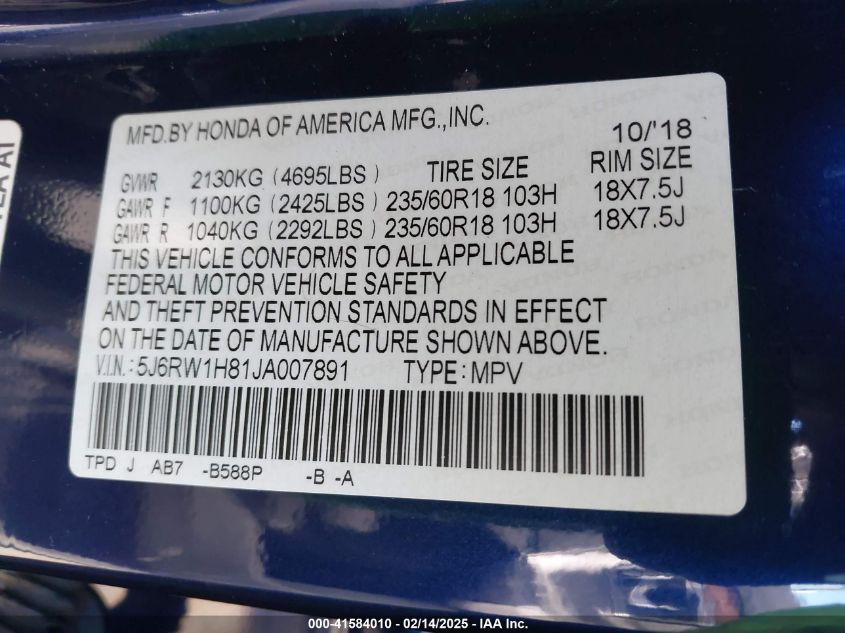 MFD.BY HONDA OF AMERICA MFG.,INC. 10/'18
GVWR 2130KG (4695LBS) TIRE SIZE RIM SIZE
GAWR F 1100KG (2425LBS) 235/60R18 103H 18X7.5J
GAWR R 1040KG (2292LBS) 235/60R18 103H 18X7.5J
THIS VEHICLE CONFORMS TO ALL APPLICABLE
FEDERAL MOTOR VEHICLE SAFETY
AND THEFT PREVENTION STANDARDS IN EFFECT
ON THE DATE OF MANUFACTURE SHOWN ABOVE.
V.I.N.: 5J6RW1H81JA007891 TYPE: MPV
TPD J AB7 -B588P -B -A
000-41584010 - 02/14/2025 - IAA Inc.